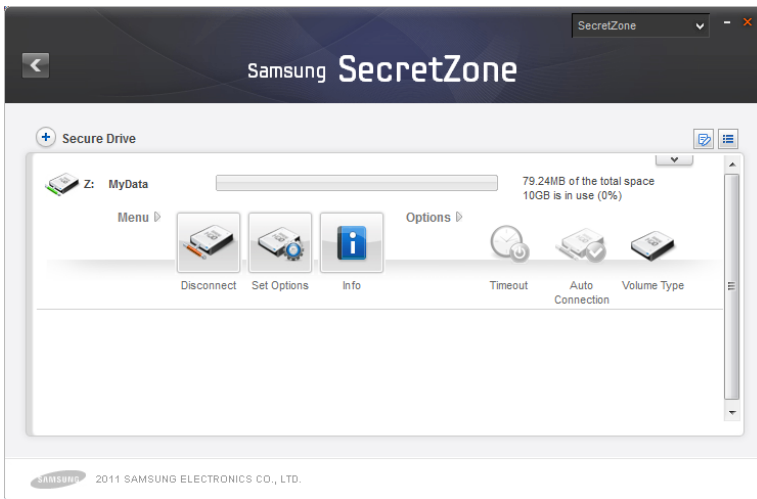 SecretZone
Samsung SecretZone
Secure Drive
Z: MyData
79.24MB of the total space
10GB is in use (0%)
Menu
Options
Disconnect
Set Options
Info
Timeout
Auto
Connection
Volume Type
SAMSUNG
2011 SAMSUNG ELECTRONICS CO., LTD.